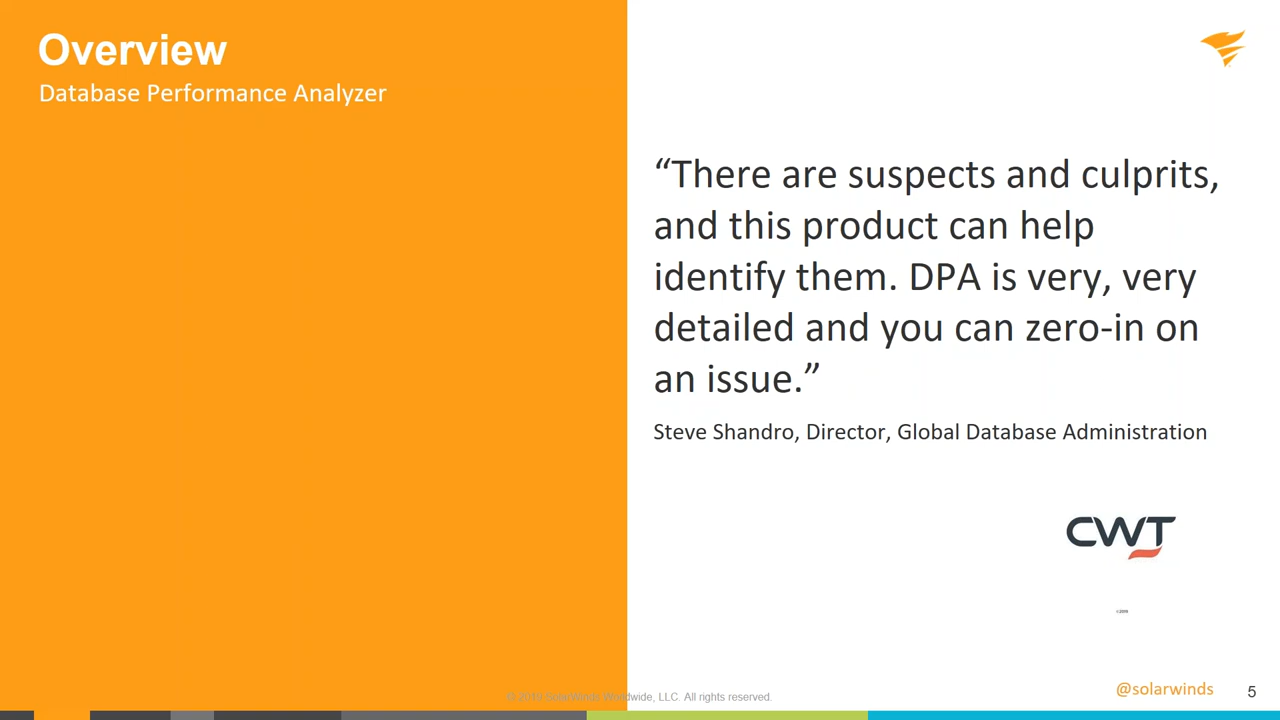 Overview
Database Performance Analyzer
“There are suspects and culprits,
and this product can help
identify them. DPA is very, very
detailed and you can zero-in on
an issue.”
Steve Shandro, Director, Global Database Administration
CWT
©2019
© 2019 SolarWinds Worldwide, LLC. All rights reserved.
@solarwinds
5